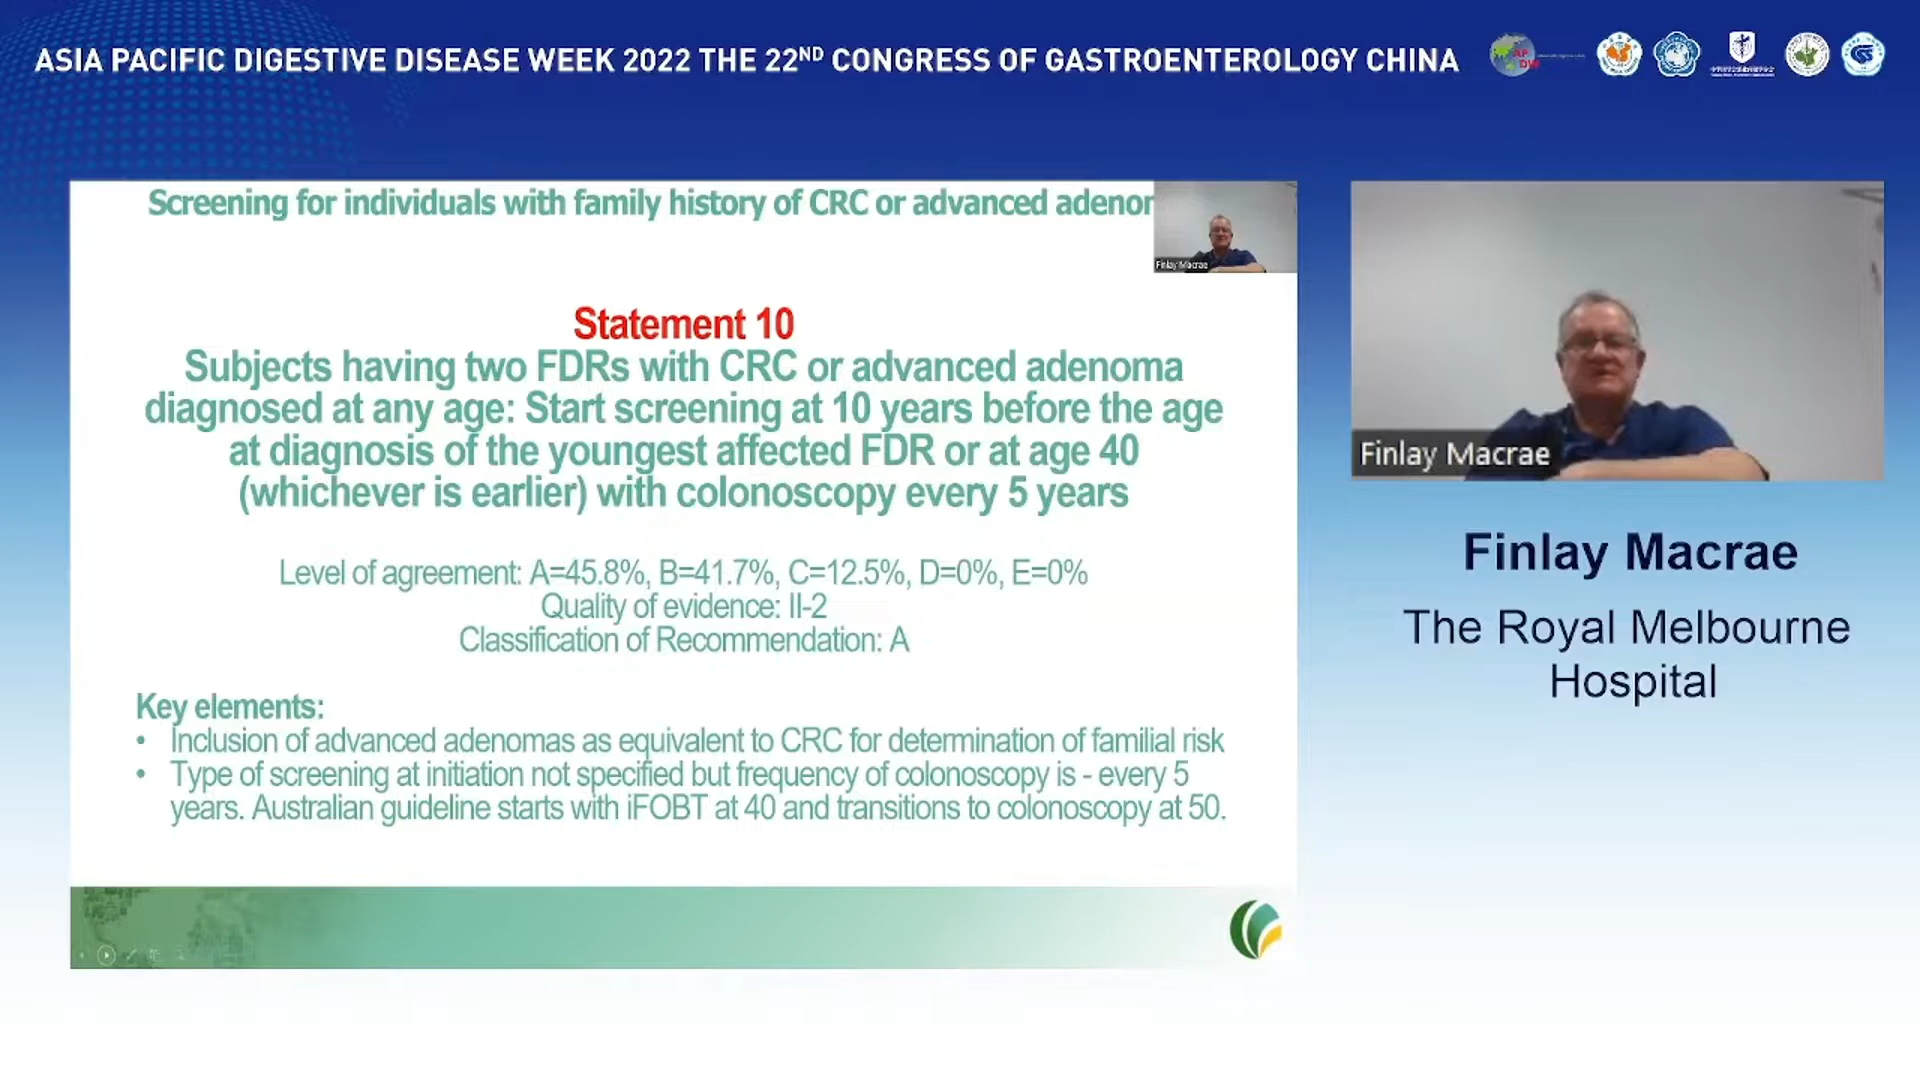 ASIA PACIFIC DIGESTIVE DISEASE WEEK 2022 THE 22ND CONGRESS OF GASTROENTEROLOGY CHINA
Screening for individuals with family history of CRC or advanced adenor
Finlay Macrae
Statement 10
Subjects having two FDRs with CRC or advanced adenoma
diagnosed at any age: Start screening at 10 years before the age
at diagnosis of the youngest affected FDR or at age 40
(whichever is earlier) with colonoscopy every 5 years
Level of agreement: A=45.8%, B=41.7%, C=12.5%, D=0%, E=0%
Quality of evidence: II-2
Classification of Recommendation: A
Key elements:
• Inclusion of advanced adenomas as equivalent to CRC for determination of familial risk
• Type of screening at initiation not specified but frequency of colonoscopy is - every 5
years. Australian guideline starts with iFOBT at 40 and transitions to colonoscopy at 50.
Finlay Macrae
Finlay Macrae
The Royal Melbourne
Hospital